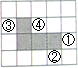 ③ ④
①
②